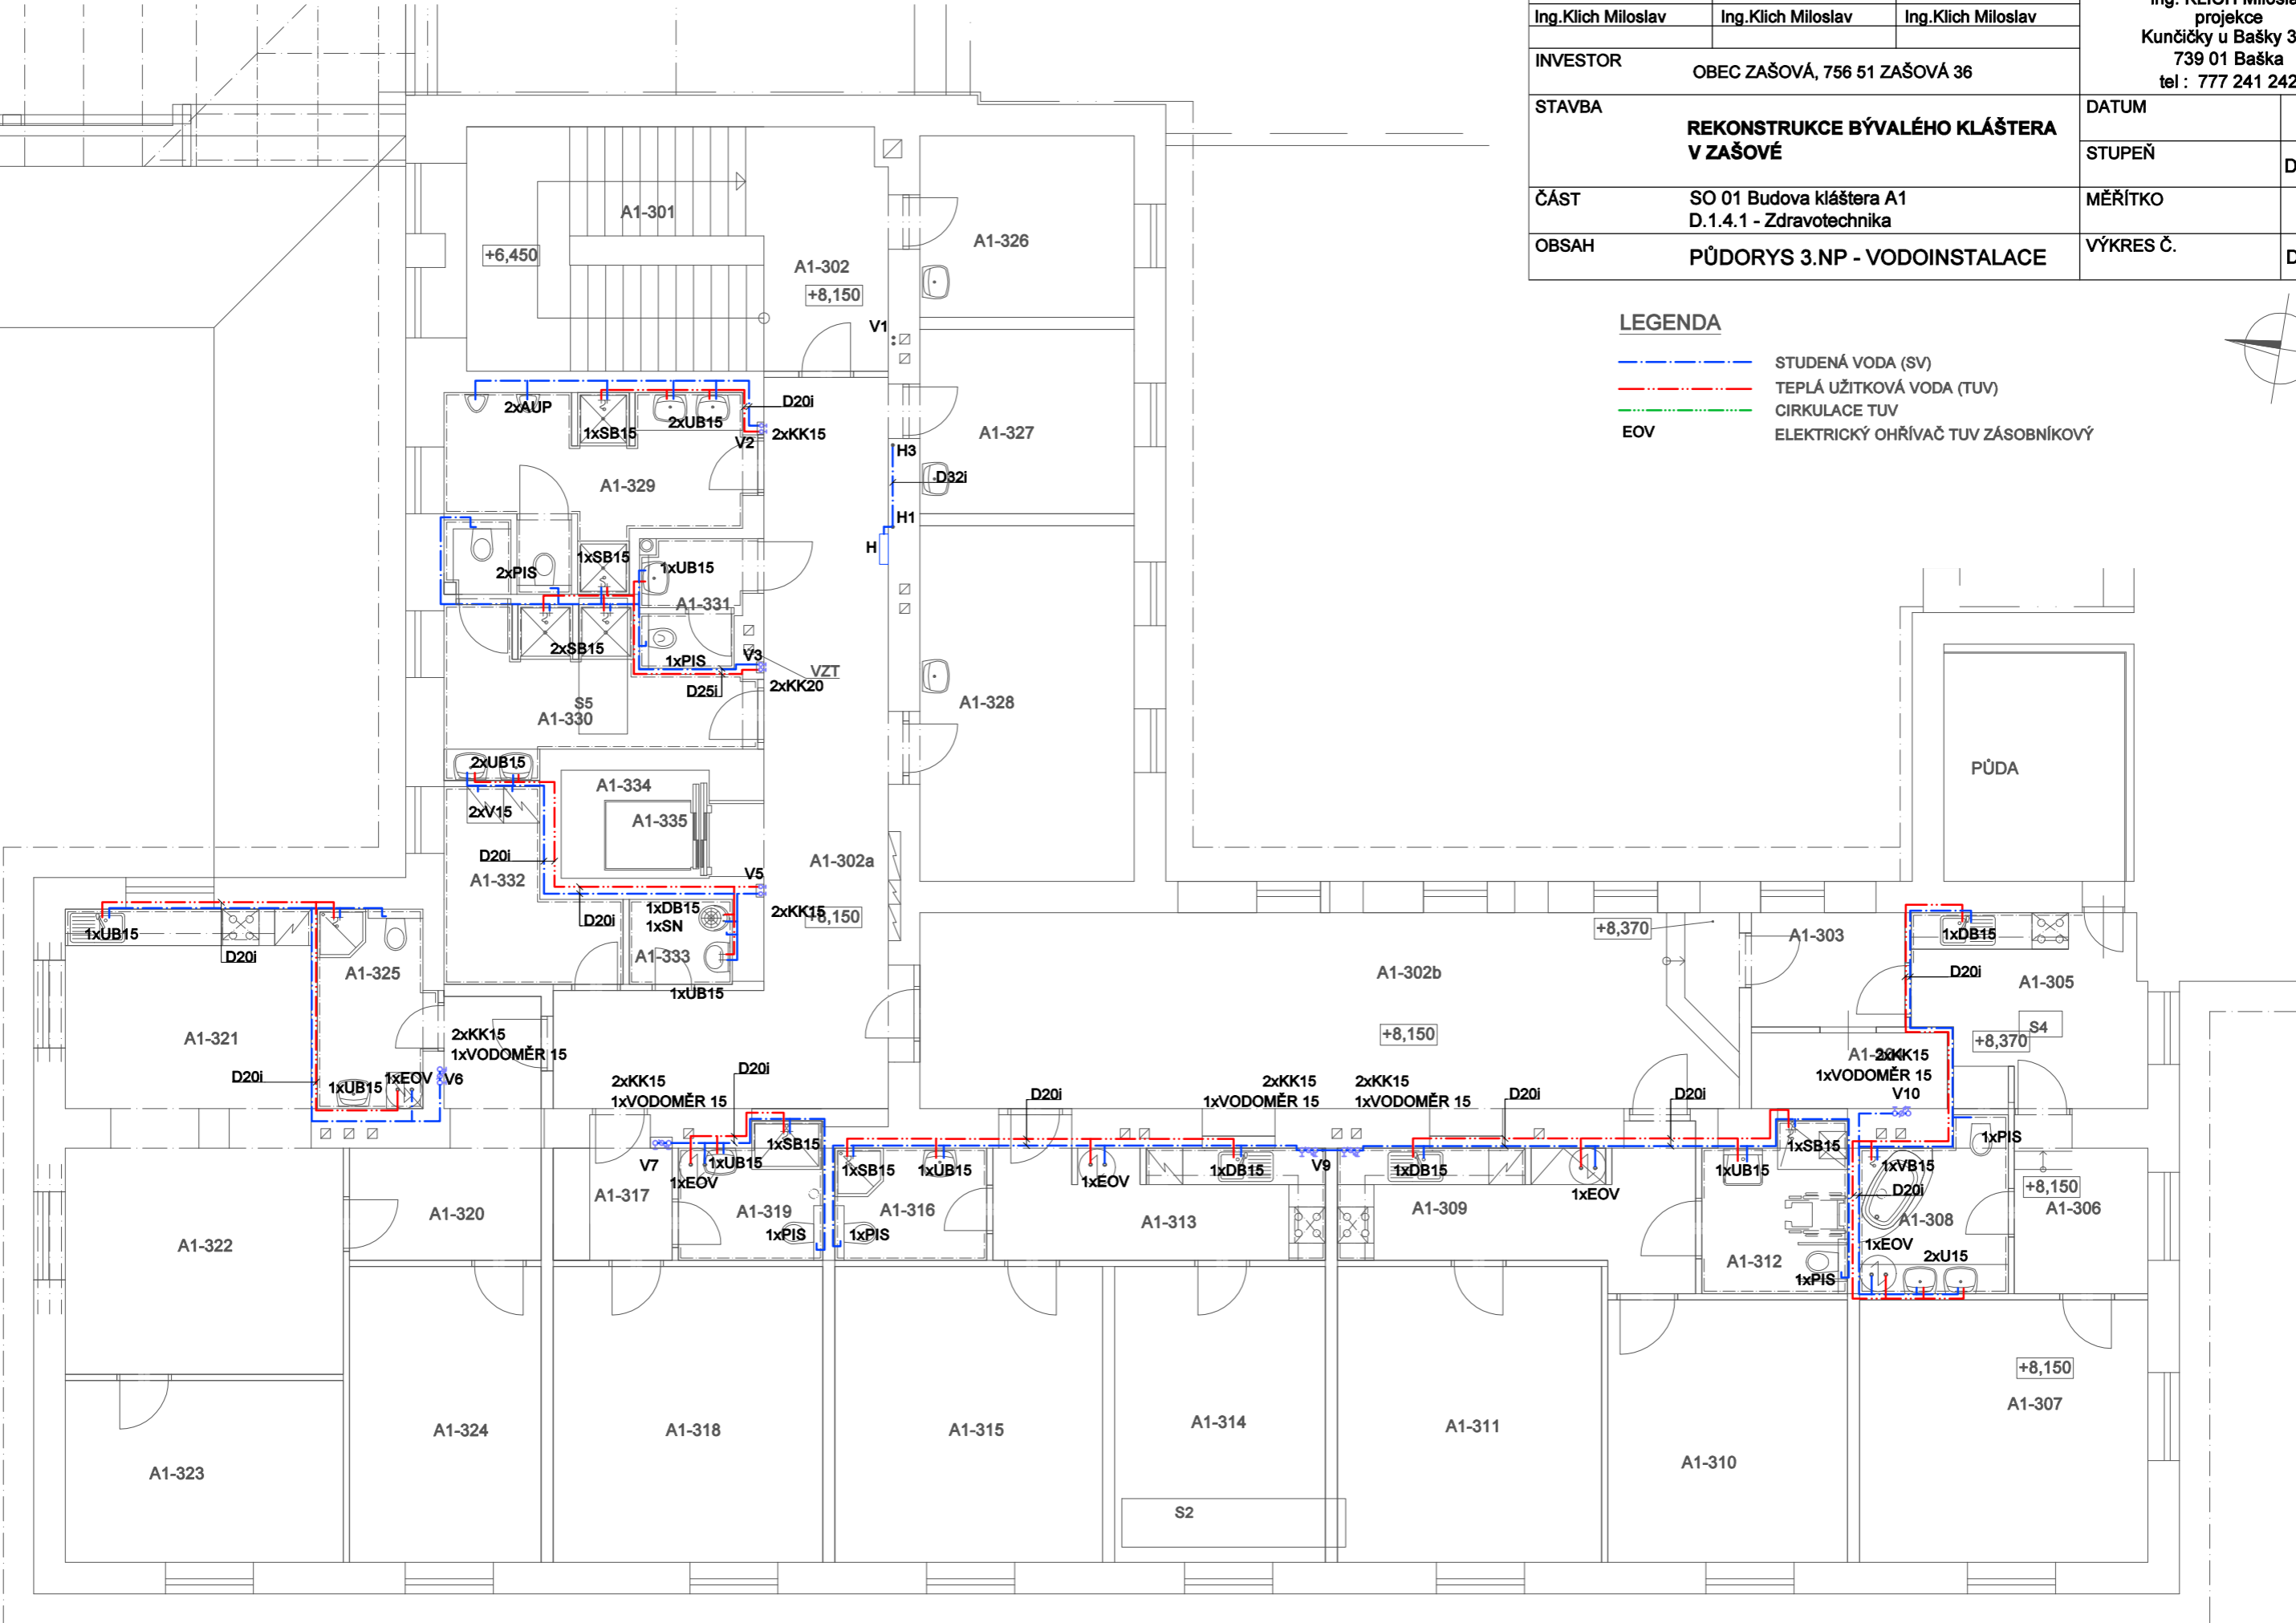 Ing.Klich Miloslav
Ing.Klich Miloslav
Ing.Klich Miloslav
projekce
Kunčičky u Bašky
739 01 Baška
tel : 777 241 242
INVESTOR
OBEC ZAŠOVÁ, 756 51 ZAŠOVÁ 36
STAVBA
REKONSTRUKCE BÝVALÉHO KLÁŠTERA
V ZAŠOVÉ
DATUM
STUPEŇ
ČÁST
SO 01 Budova kláštera A1
D.1.4.1 - Zdravotechnika
MĚŘÍTKO
OBSAH
PŮDORYS 3.NP - VODOINSTALACE
VÝKRES Č.
LEGENDA
STUDENÁ VODA (SV)
TEPLÁ UŽITKOVÁ VODA (TUV)
CIRKULACE TUV
EOV
ELEKTRICKÝ OHŘÍVAČ TUV ZÁSOBNÍKOVÝ
A1-301
+6,450
A1-302
+8,150
A1-326
V1
2xAUP
1xSB15
2xUB15
D20i
V2
2xKK15
A1-327
H3
D32i
A1-329
H1
H
2xPIS
1xSB15
1xUB15
A1-331
2xSB15
1xPIS
V3
VZT
D25i
2xKK20
S5
A1-330
A1-328
2xUB15
A1-334
2xV15
A1-335
D20i
A1-332
A1-302a
V5
D20i
1xDB15
1xSN
2xKK15
+8,150
A1-333
1xUB15
PŮDA
1xUB15
D20i
A1-325
A1-321
2xKK15
1xVODOMĚR 15
D20i
1xUB15
1xEOV
V6
A1-302b
+8,150
+8,370
A1-303
1xDB15
D20i
A1-305
S4
+8,370
2xKK15
1xVODOMĚR 15
V10
2xKK15
1xVODOMĚR 15
D20i
V7
1xEOV
1xUB15
1xSB15
A1-317
A1-319
1xPIS
1xSB15
1xUB15
A1-316
1xPIS
D20i
1xEOV
2xKK15
1xVODOMĚR 15
1xDB15
A1-313
V9
2xKK15
1xVODOMĚR 15
1xDB15
D20i
A1-309
1xEOV
D20i
1xUB15
1xSB15
A1-312
1xPIS
1xVB15
D20i
A1-308
1xEOV
2xU15
1xPIS
+8,150
A1-306
A1-320
A1-322
+8,150
A1-307
A1-324
A1-318
A1-315
A1-314
A1-311
A1-310
A1-323
S2